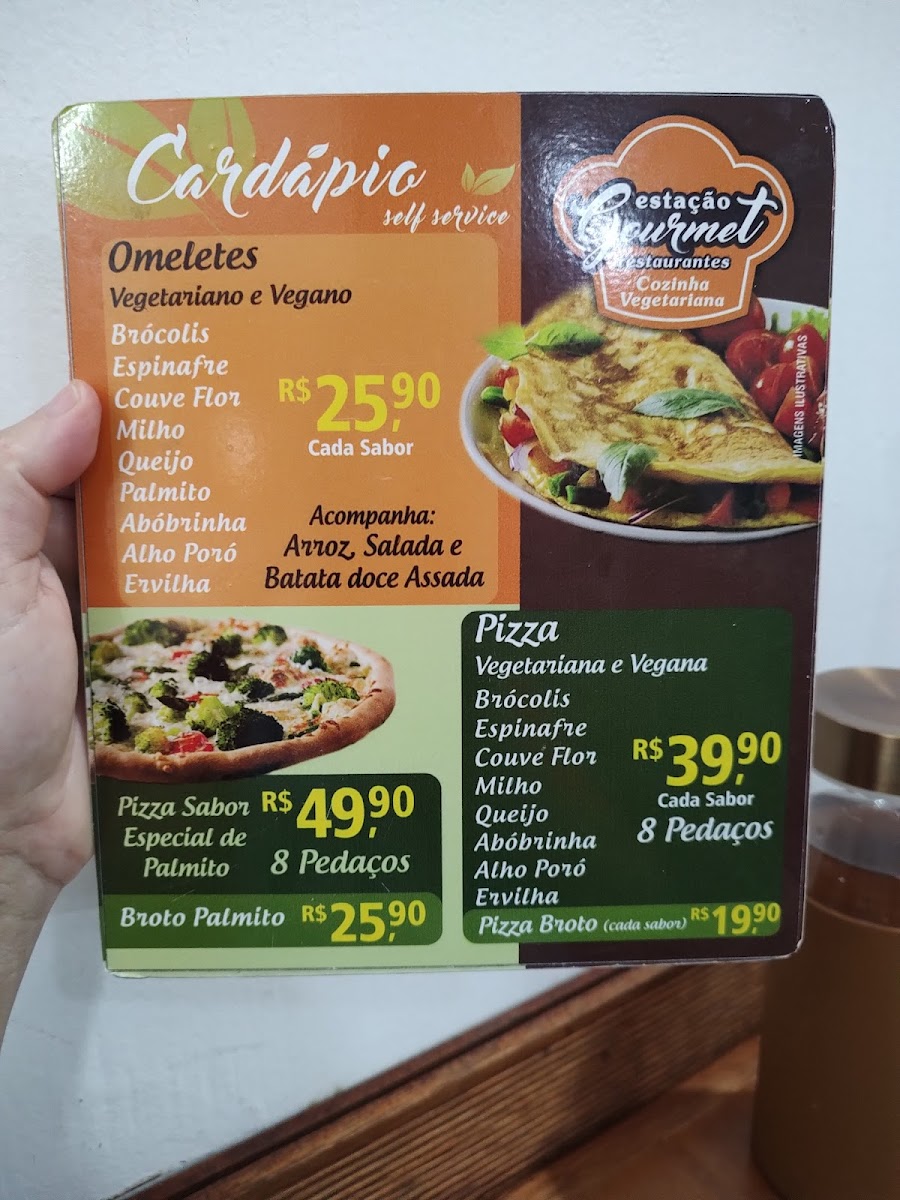 Cardápio
self service
estação
Gourmet
restaurantes
Cozinha
Vegetariana
Omeletes
Vegetariano e Vegano
Brócolis
Espinafre
Couve Flor
Milho
Queijo
Palmito
Abóbrinha
Alho Poró
Ervilha
R$ 25,90
Cada Sabor
Acompanha:
Arroz, Salada e
Batata doce Assada
IMAGENS ILUSTRATIVAS
Pizza Sabor
Especial de
Palmito
R$ 49,90
8 Pedaços
Broto Palmito R$ 25,90
Pizza
Vegetariana e Vegana
Brócolis
Espinafre
Couve Flor
Milho
Queijo
Abóbrinha
Alho Poró
Ervilha
R$ 39,90
Cada Sabor
8 Pedaços
Pizza Broto (cada sabor) R$ 19,90